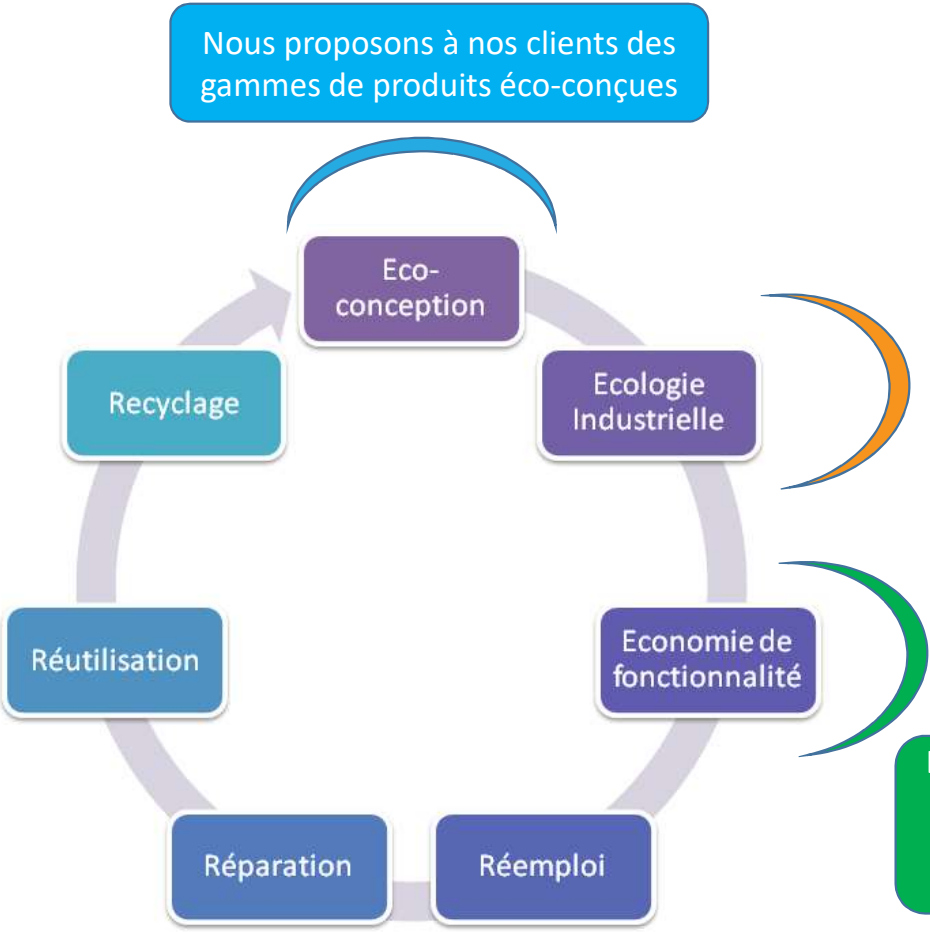 Nous proposons à nos clients des
gammes de produits éco-conçues
Eco-
conception
Ecologie
Industrielle
Economie de
fonctionnalité
Réemploi
Réparation
Réutilisation
Recyclage